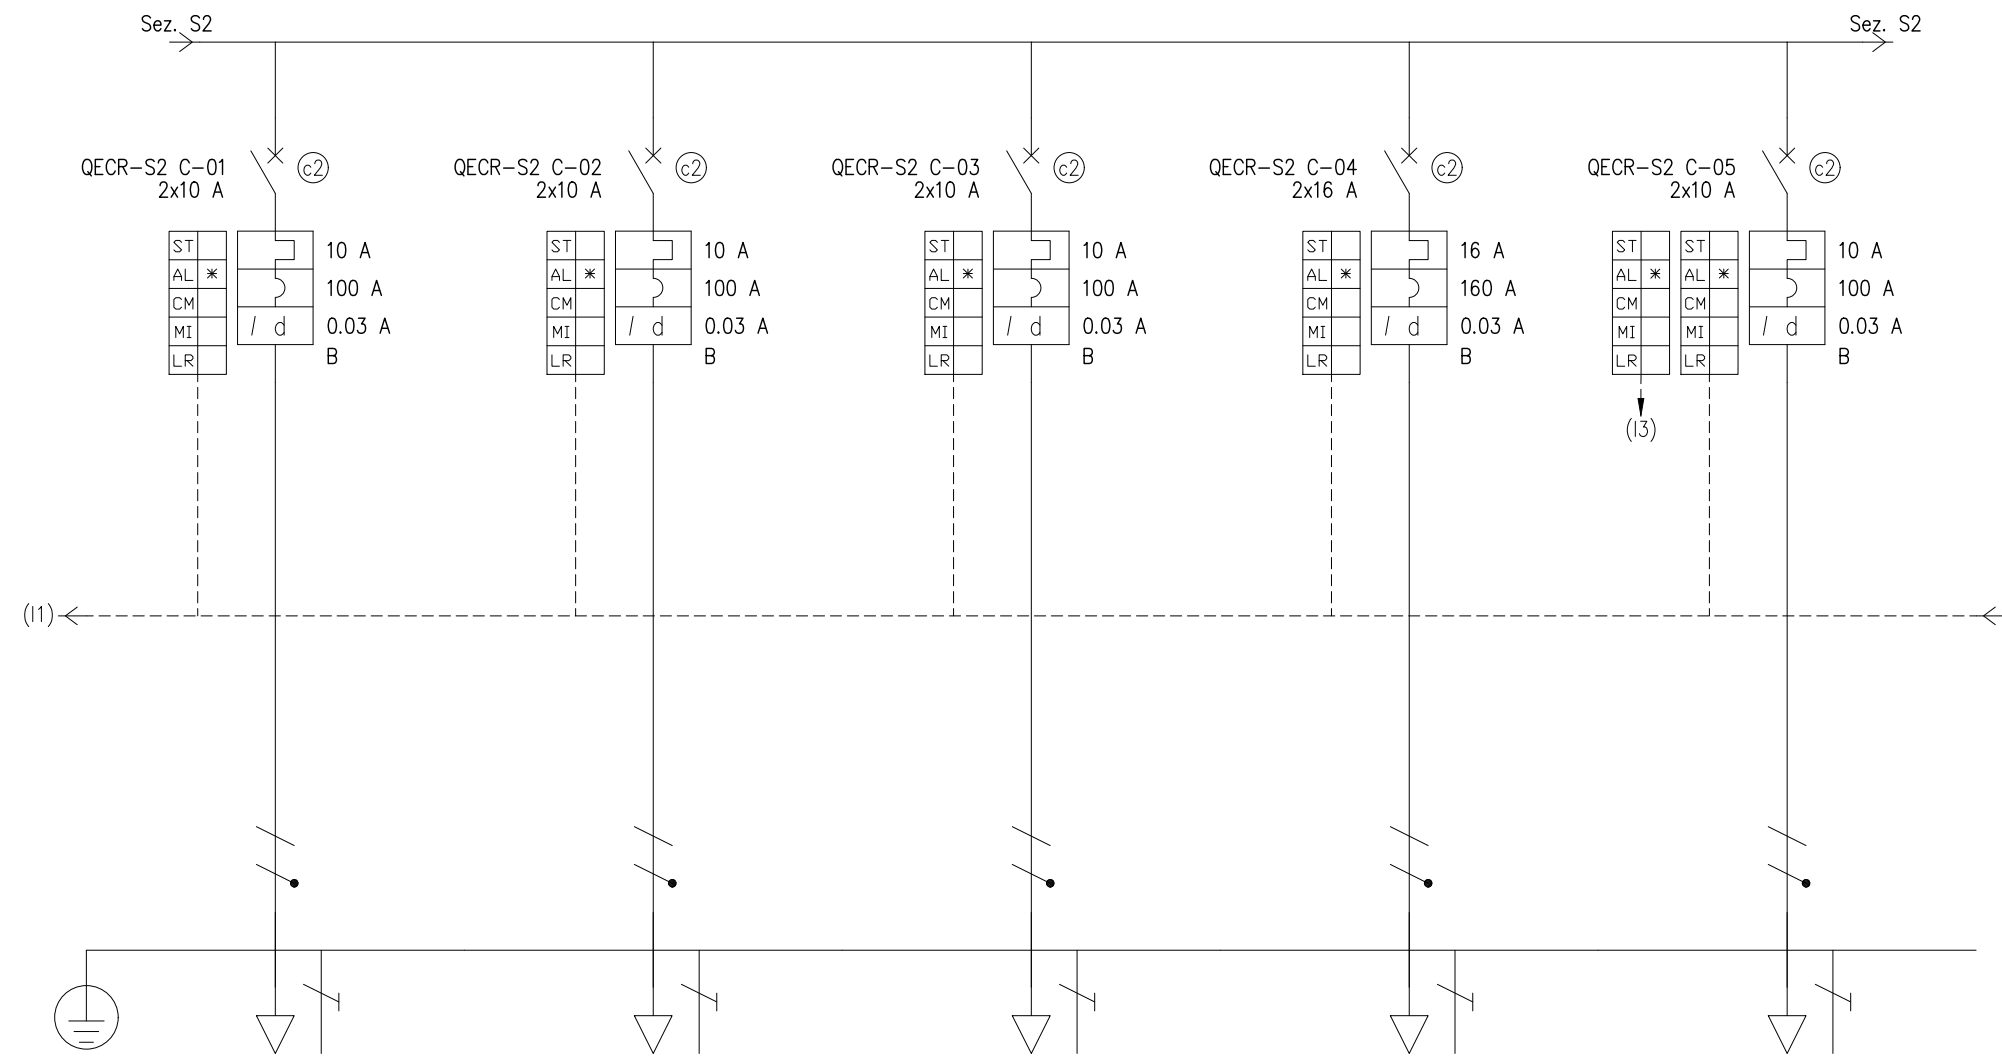 Sez. S2
Sez. S2
QECR-S2 C-01
2x10 A
c2
ST
AL *
CM
MI
LR
10 A
100 A
I d
0.03 A
B
QECR-S2 C-02
2x10 A
c2
ST
AL *
CM
MI
LR
10 A
100 A
I d
0.03 A
B
QECR-S2 C-03
2x10 A
c2
ST
AL *
CM
MI
LR
10 A
100 A
I d
0.03 A
B
QECR-S2 C-04
2x16 A
c2
ST
AL *
CM
MI
LR
16 A
160 A
I d
0.03 A
B
QECR-S2 C-05
2x10 A
c2
ST
AL *
CM
MI
LR
ST
AL *
CM
MI
LR
10 A
100 A
I d
0.03 A
B
(I3)
(I1)